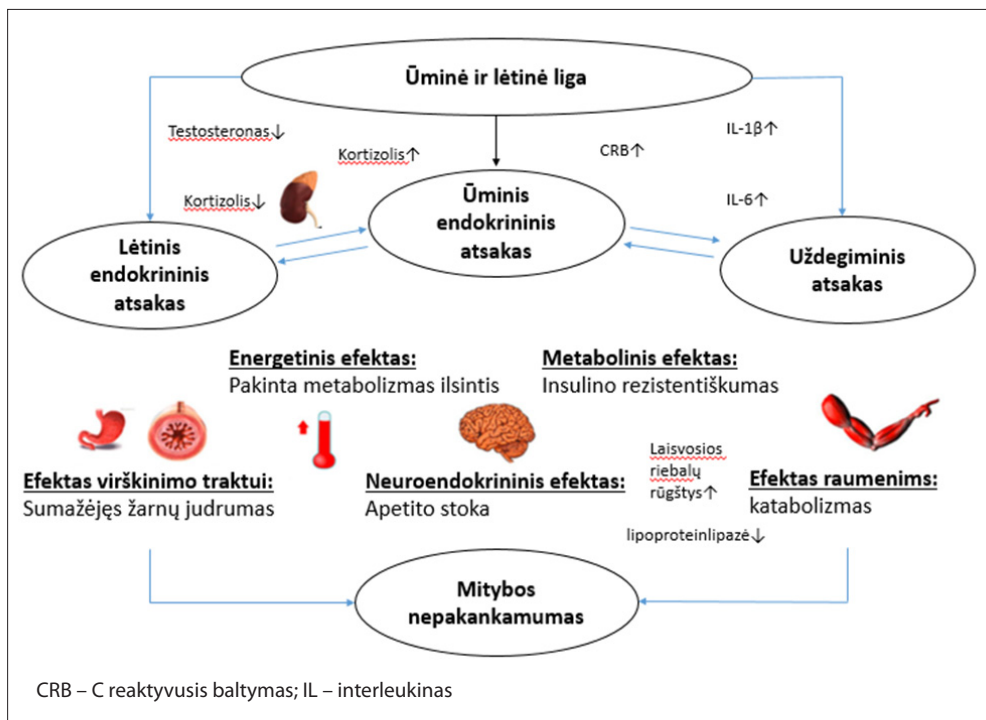 Ūminė ir lėtinė liga
Testosteronas↓
Kortizolis↑
CRB↑
IL-1β↑
Kortizolis↓
IL-6↑
Ūminis
endokrininis
atsakas
Lėtinis
endokrininis
atsakas
Uždegiminis
atsakas
Energetinis efektas:
Pakinta metabolizmas ilsintis
Metabolinis efektas:
Insulino rezistentiškumas
Efektas virškinimo traktui:
Sumažėjęs žarnų judrumas
Neuroendokrininis efektas:
Apetito stoka
Laisvosios
riebalų
rūgštys↑
lipoproteinlipazė↓
Efektas raumenims:
katabolizmas
Mitybos
nepakankamumas
CRB – C reaktyvusis baltymas; IL – interleukinas